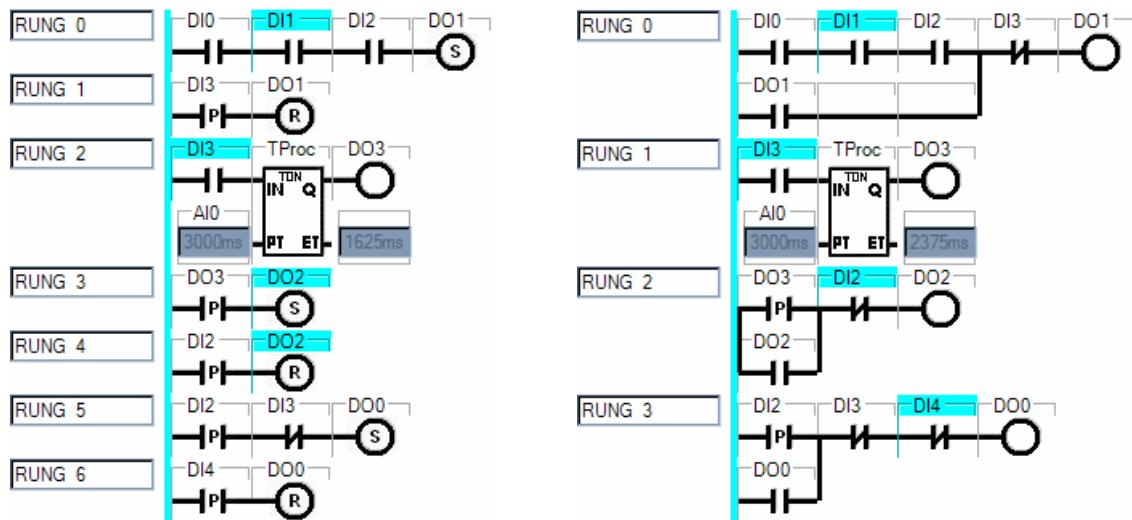 RUNG 0
DI0 DI1 DI2 DO1
S
RUNG 1
DI3 DO1
P R
RUNG 2
DI3 TProc DO3
TON
IN Q
AI0
3000ms PT ET 1625ms
RUNG 3
DO3 DO2
P S
RUNG 4
DI2 DO2
P R
RUNG 5
DI2 DI3 DO0
P S
RUNG 6
DI4 DO0
P R
RUNG 0
DI0 DI1 DI2 DI3 DO1
DO1
RUNG 1
DI3 TProc DO3
TON
IN Q
AI0
3000ms PT ET 2375ms
RUNG 2
DO3 DI2 DO2
P
DO2
RUNG 3
DI2 DI3 DI4 DO0
P
DO0